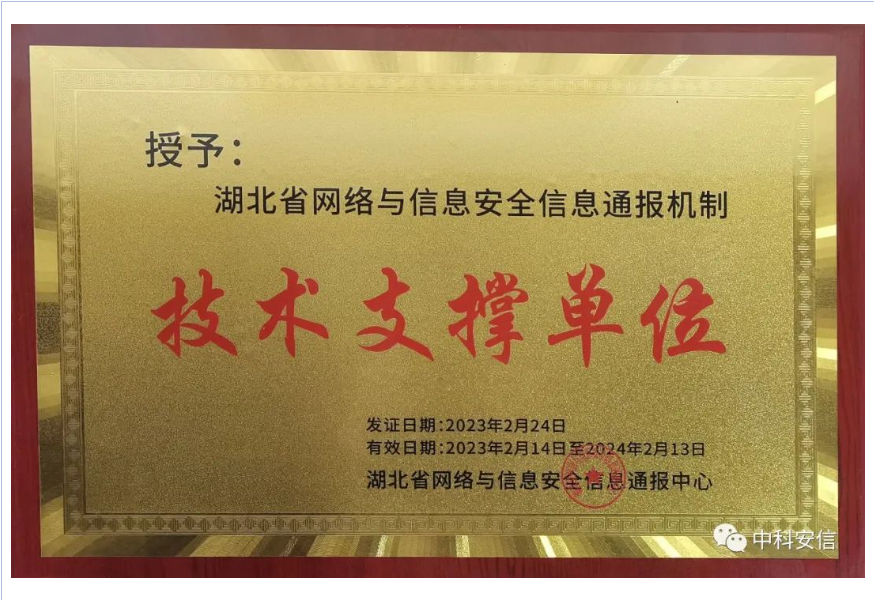 授予：
湖北省网络与信息安全信息通报机制
技术支撑单位
发证日期：2023年2月24日
有效日期：2023年2月14日至2024年2月13日
湖北省网络与信息安全信息通报中心
中科安信